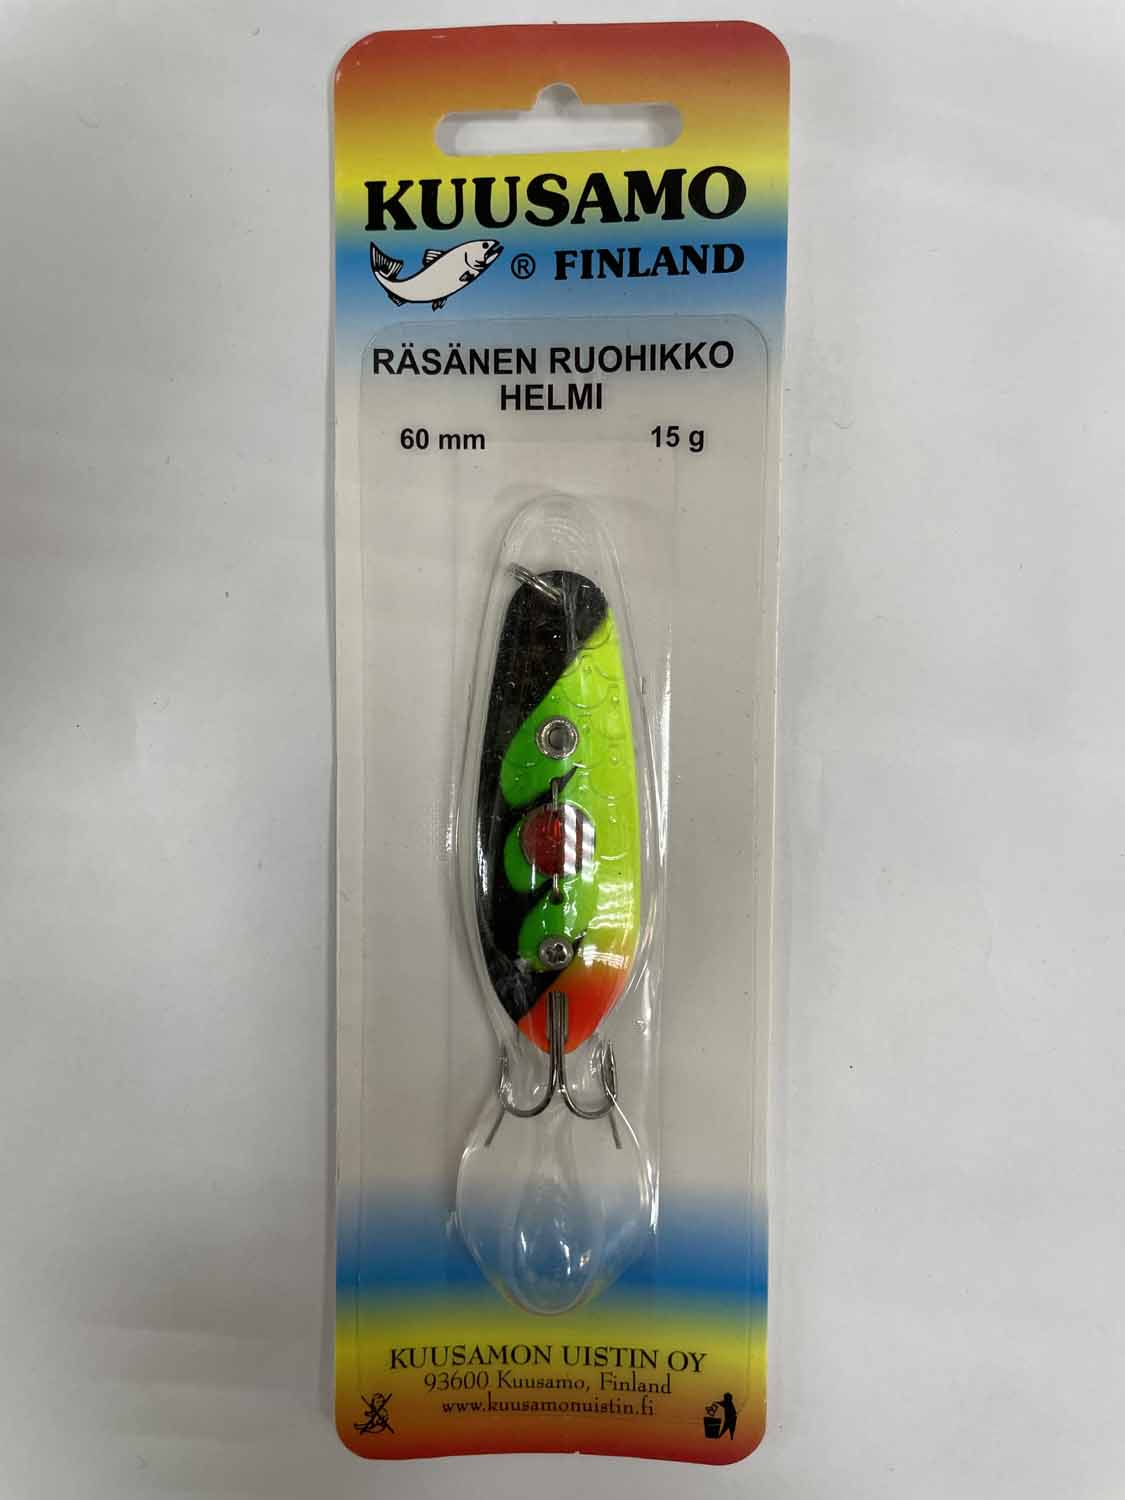 KUUSAMO
® FINLAND
RÄSÄNEN RUOHIKKO
HELMI
60 mm 15 g
KUUSAMON UISTIN OY
93600 Kuusamo, Finland
www.kuusamonuistin.fi